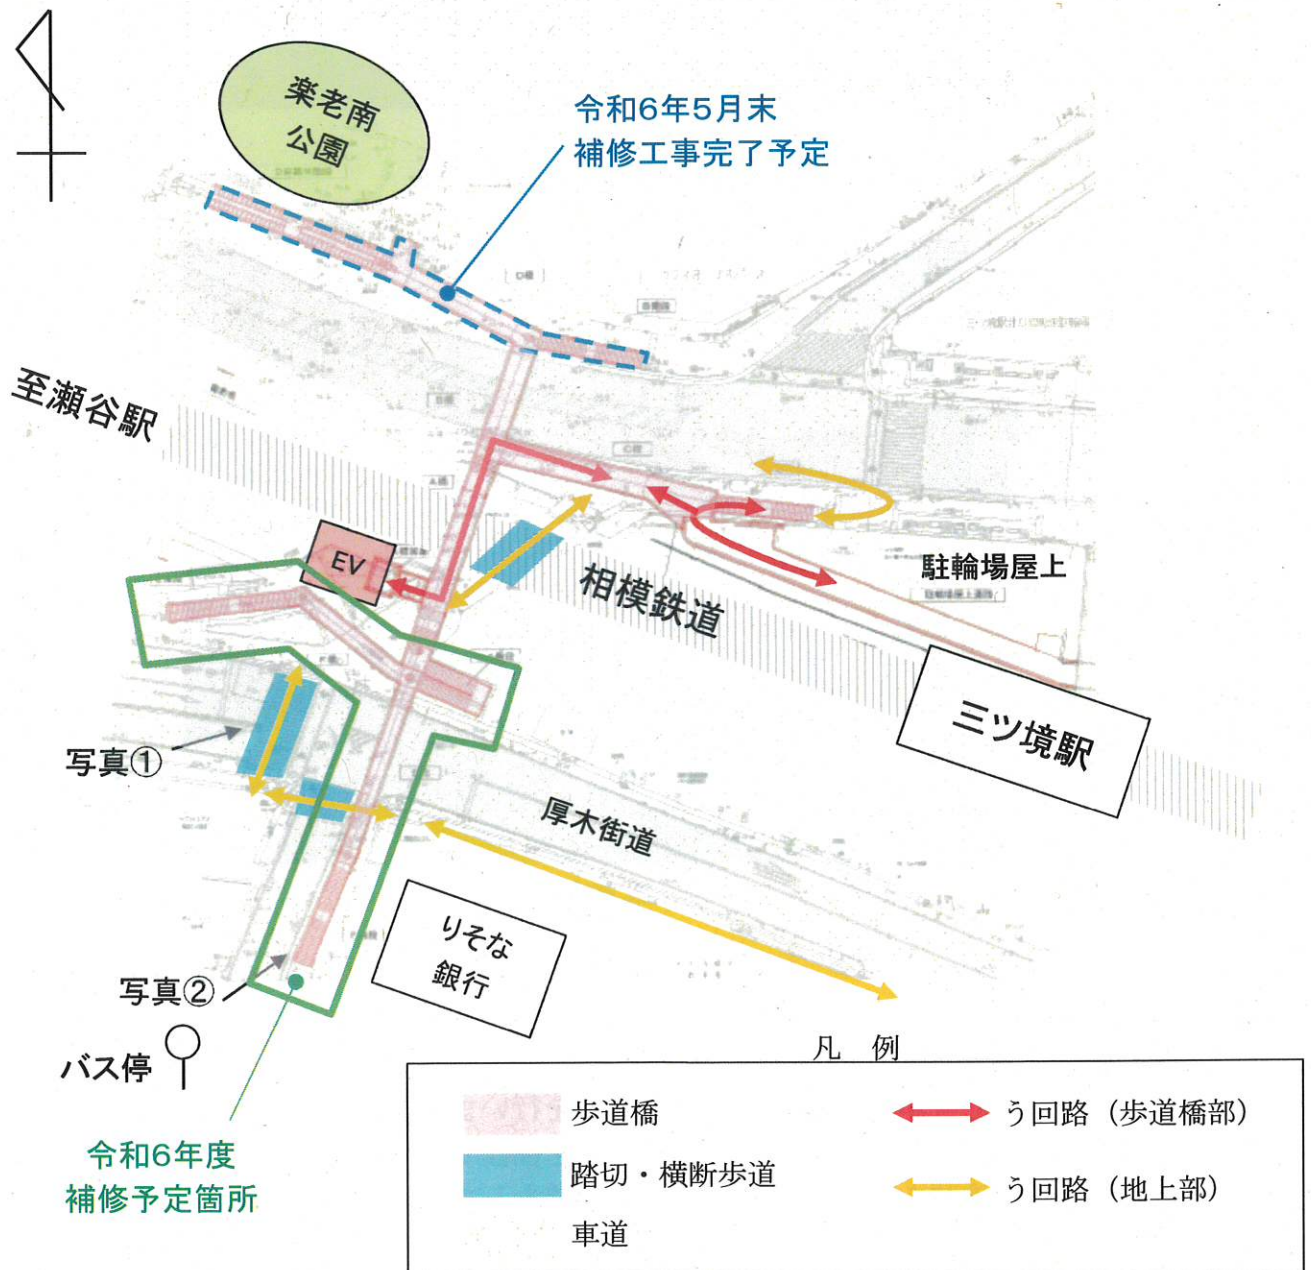 楽老南
公園
令和6年5月末
補修工事完了予定
至瀬谷駅
EV
相模鉄道
駐輪場屋上
三ツ境駅
写真①
厚木街道
りそな
銀行
写真②
バス停
令和6年度
補修予定箇所
凡 例
歩道橋
う回路（歩道橋部）
踏切・横断歩道
う回路（地上部）
車道